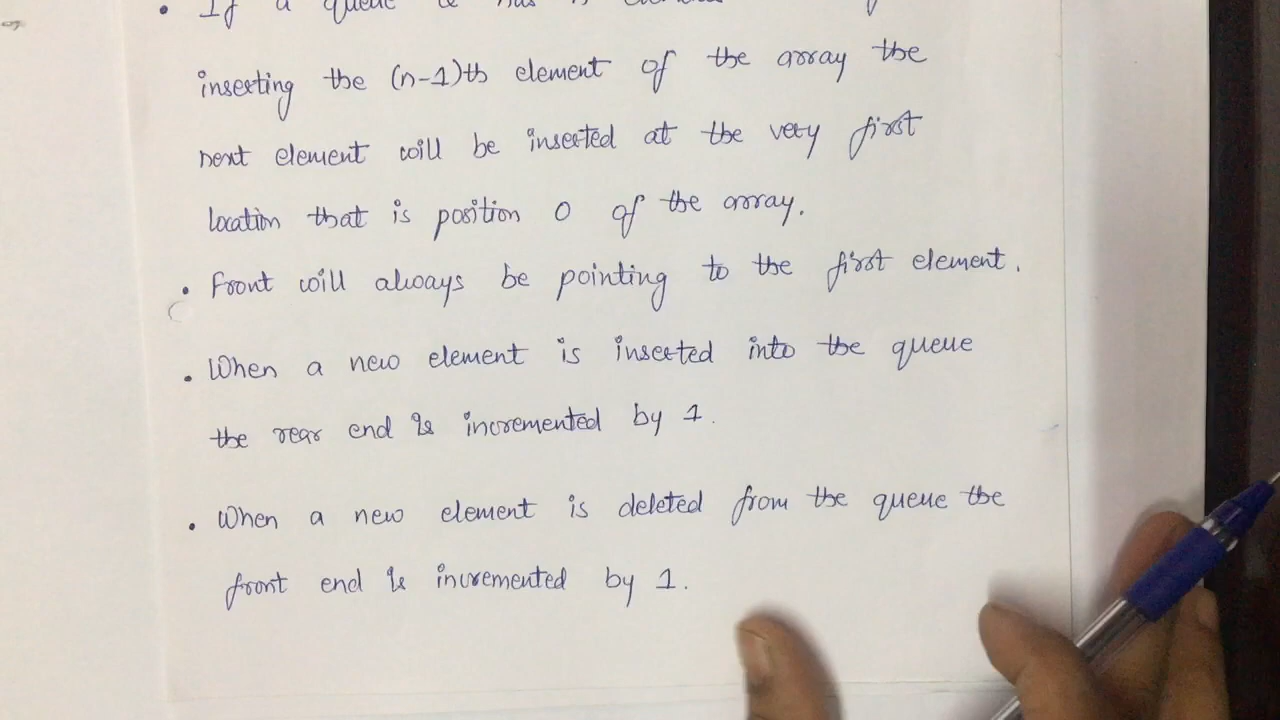 • If a queue
inserting the (n-1)th element of the array the
next element will be inserted at the very first
location that is position 0 of the array.
• Front will always be pointing to the first element.
• When a new element is inserted into the queue
the rear end is incremented by 1.
• When a new element is deleted from the queue the
front end is incremented by 1.